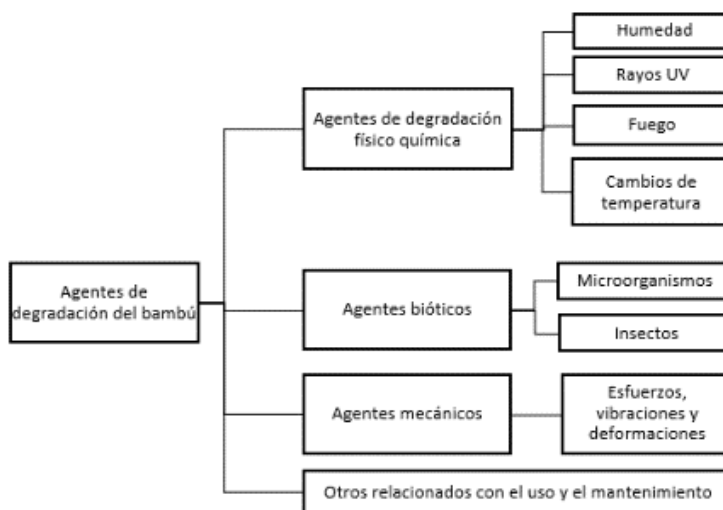 Agentes de
degradación del bambú
Agentes de degradación
físico química
Humedad
Rayos UV
Fuego
Cambios de
temperatura
Agentes bióticos
Microorganismos
Insectos
Agentes mecánicos
Esfuerzos,
vibraciones y
deformaciones
Otros relacionados con el uso y el mantenimiento